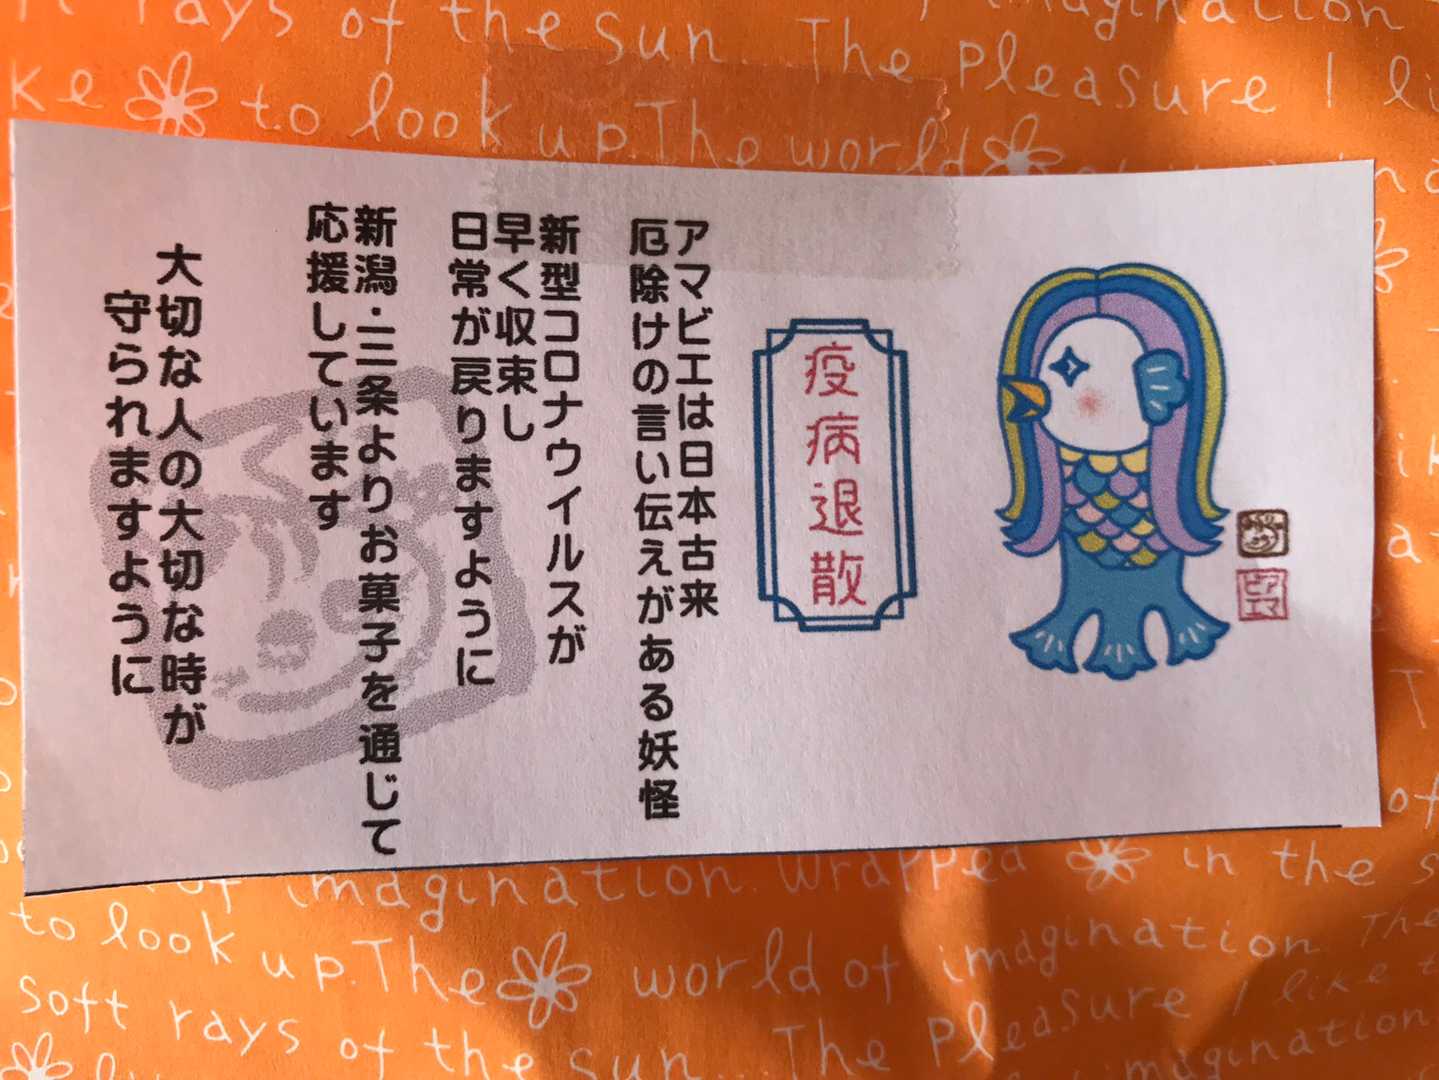 疫病退散
アマビエは日本古来
厄除けの言い伝えがある妖怪
新型コロナウイルスが
早く収束し
日常が戻りますように
新潟・三条よりお菓子を通じて
応援しています
大切な人の大切な時が
守られますように
rays of the sun... The Pleasure I li
ke to look up. The world
of imagination. Wrapped in the s
to look up. The world of imagination The
soft rays of the sun... The Pleasure I like t
imagination